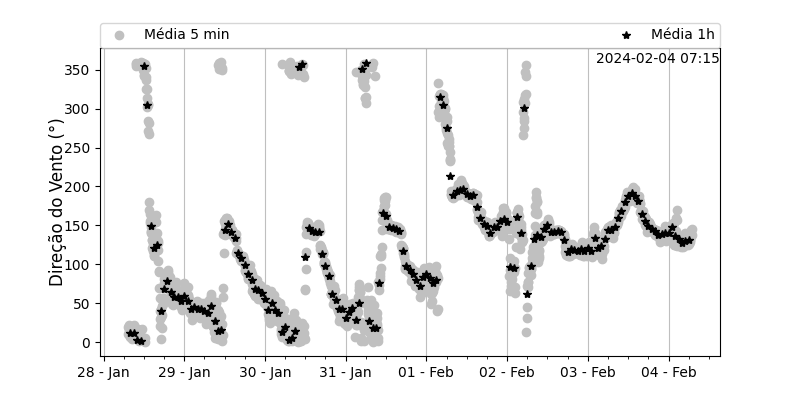 Média 5 min
Média 1h
2024-02-04 07:15
Direção do Vento (°)
350
300
250
200
150
100
50
0
28 - Jan
29 - Jan
30 - Jan
31 - Jan
01 - Feb
02 - Feb
03 - Feb
04 - Feb